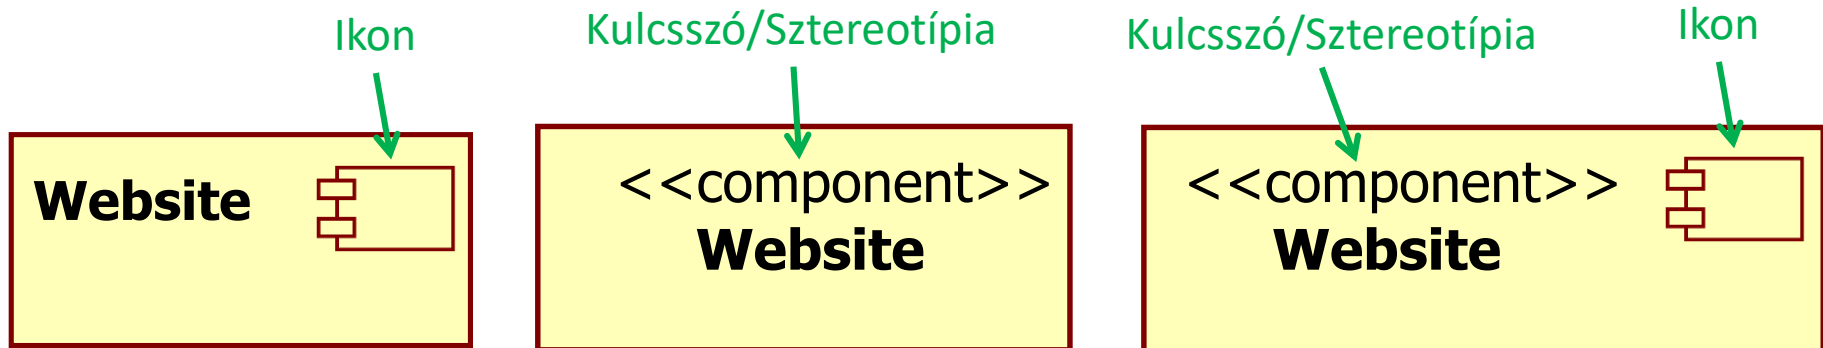 Ikon
Kulcsszó/Sztereotípia
Kulcsszó/Sztereotípia
Ikon
Website
<<component>>
Website
<<component>>
Website